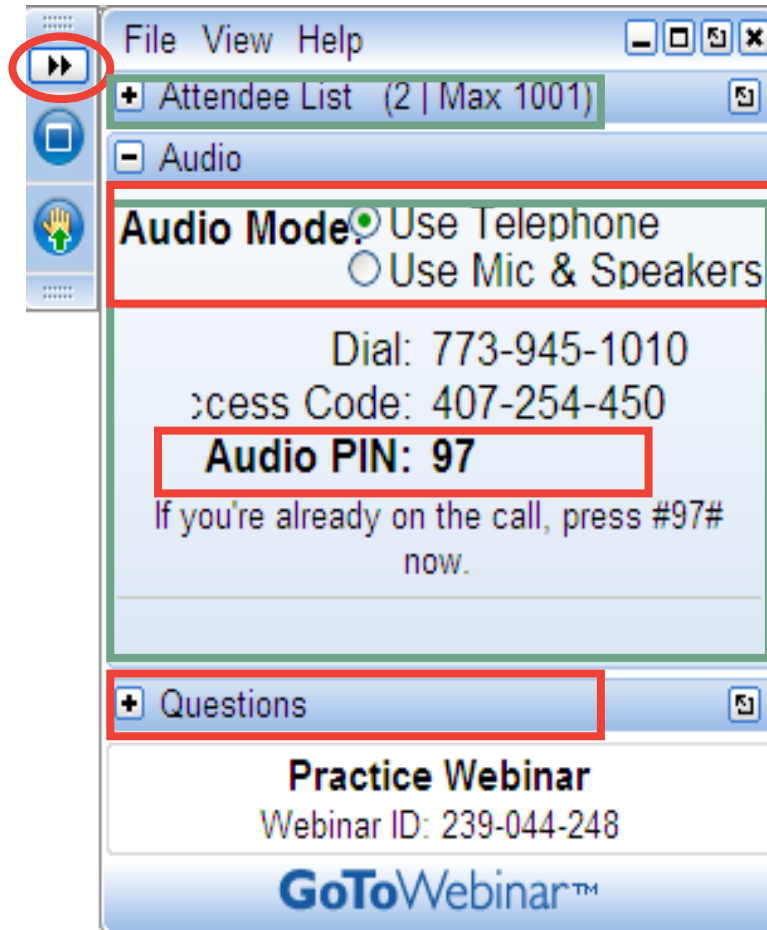 File View Help
Attendee List (2 | Max 1001)
Audio
Audio Mode: Use Telephone
Use Mic & Speakers
Dial: 773-945-1010
ccess Code: 407-254-450
Audio PIN: 97
If you're already on the call, press #97#
now.
Questions
Practice Webinar
Webinar ID: 239-044-248
GoToWebinar™